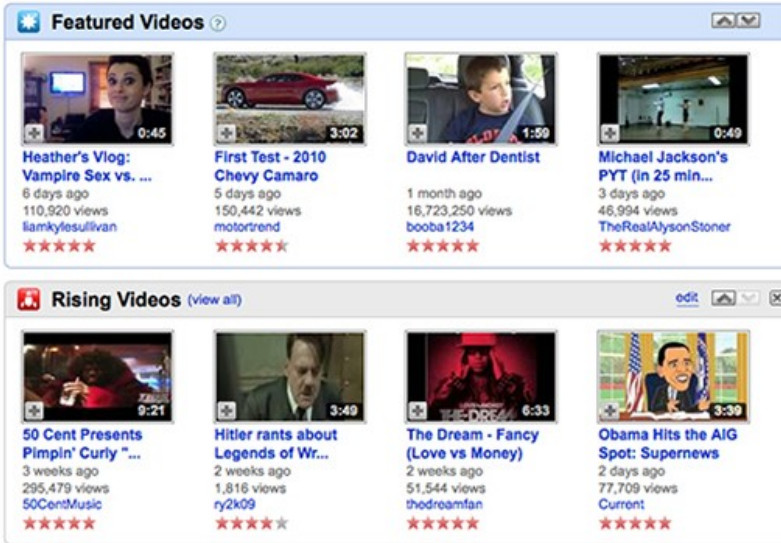 Featured Videos ?
0:45
3:02
1:59
0:49
Heather's Vlog:
Vampire Sex vs. ...
6 days ago
110,920 views
liamkylesullivan
First Test - 2010
Chevy Camaro
5 days ago
150,442 views
motortrend
David After Dentist
1 month ago
16,723,250 views
booba1234
Michael Jackson's
PYT (in 25 min...
3 days ago
46,994 views
TheRealAlysonStoner
Rising Videos (view all)
edit
9:21
3:49
THE-DREAM
6:33
3:39
50 Cent Presents
Pimpin' Curly "...
3 weeks ago
295,479 views
50CentMusic
Hitler rants about
Legends of Wr...
2 weeks ago
1,816 views
ry2k09
The Dream - Fancy
(Love vs Money)
2 weeks ago
51,544 views
thedreamfan
Obama Hits the AIG
Spot: Supernews
2 days ago
77,709 views
Current